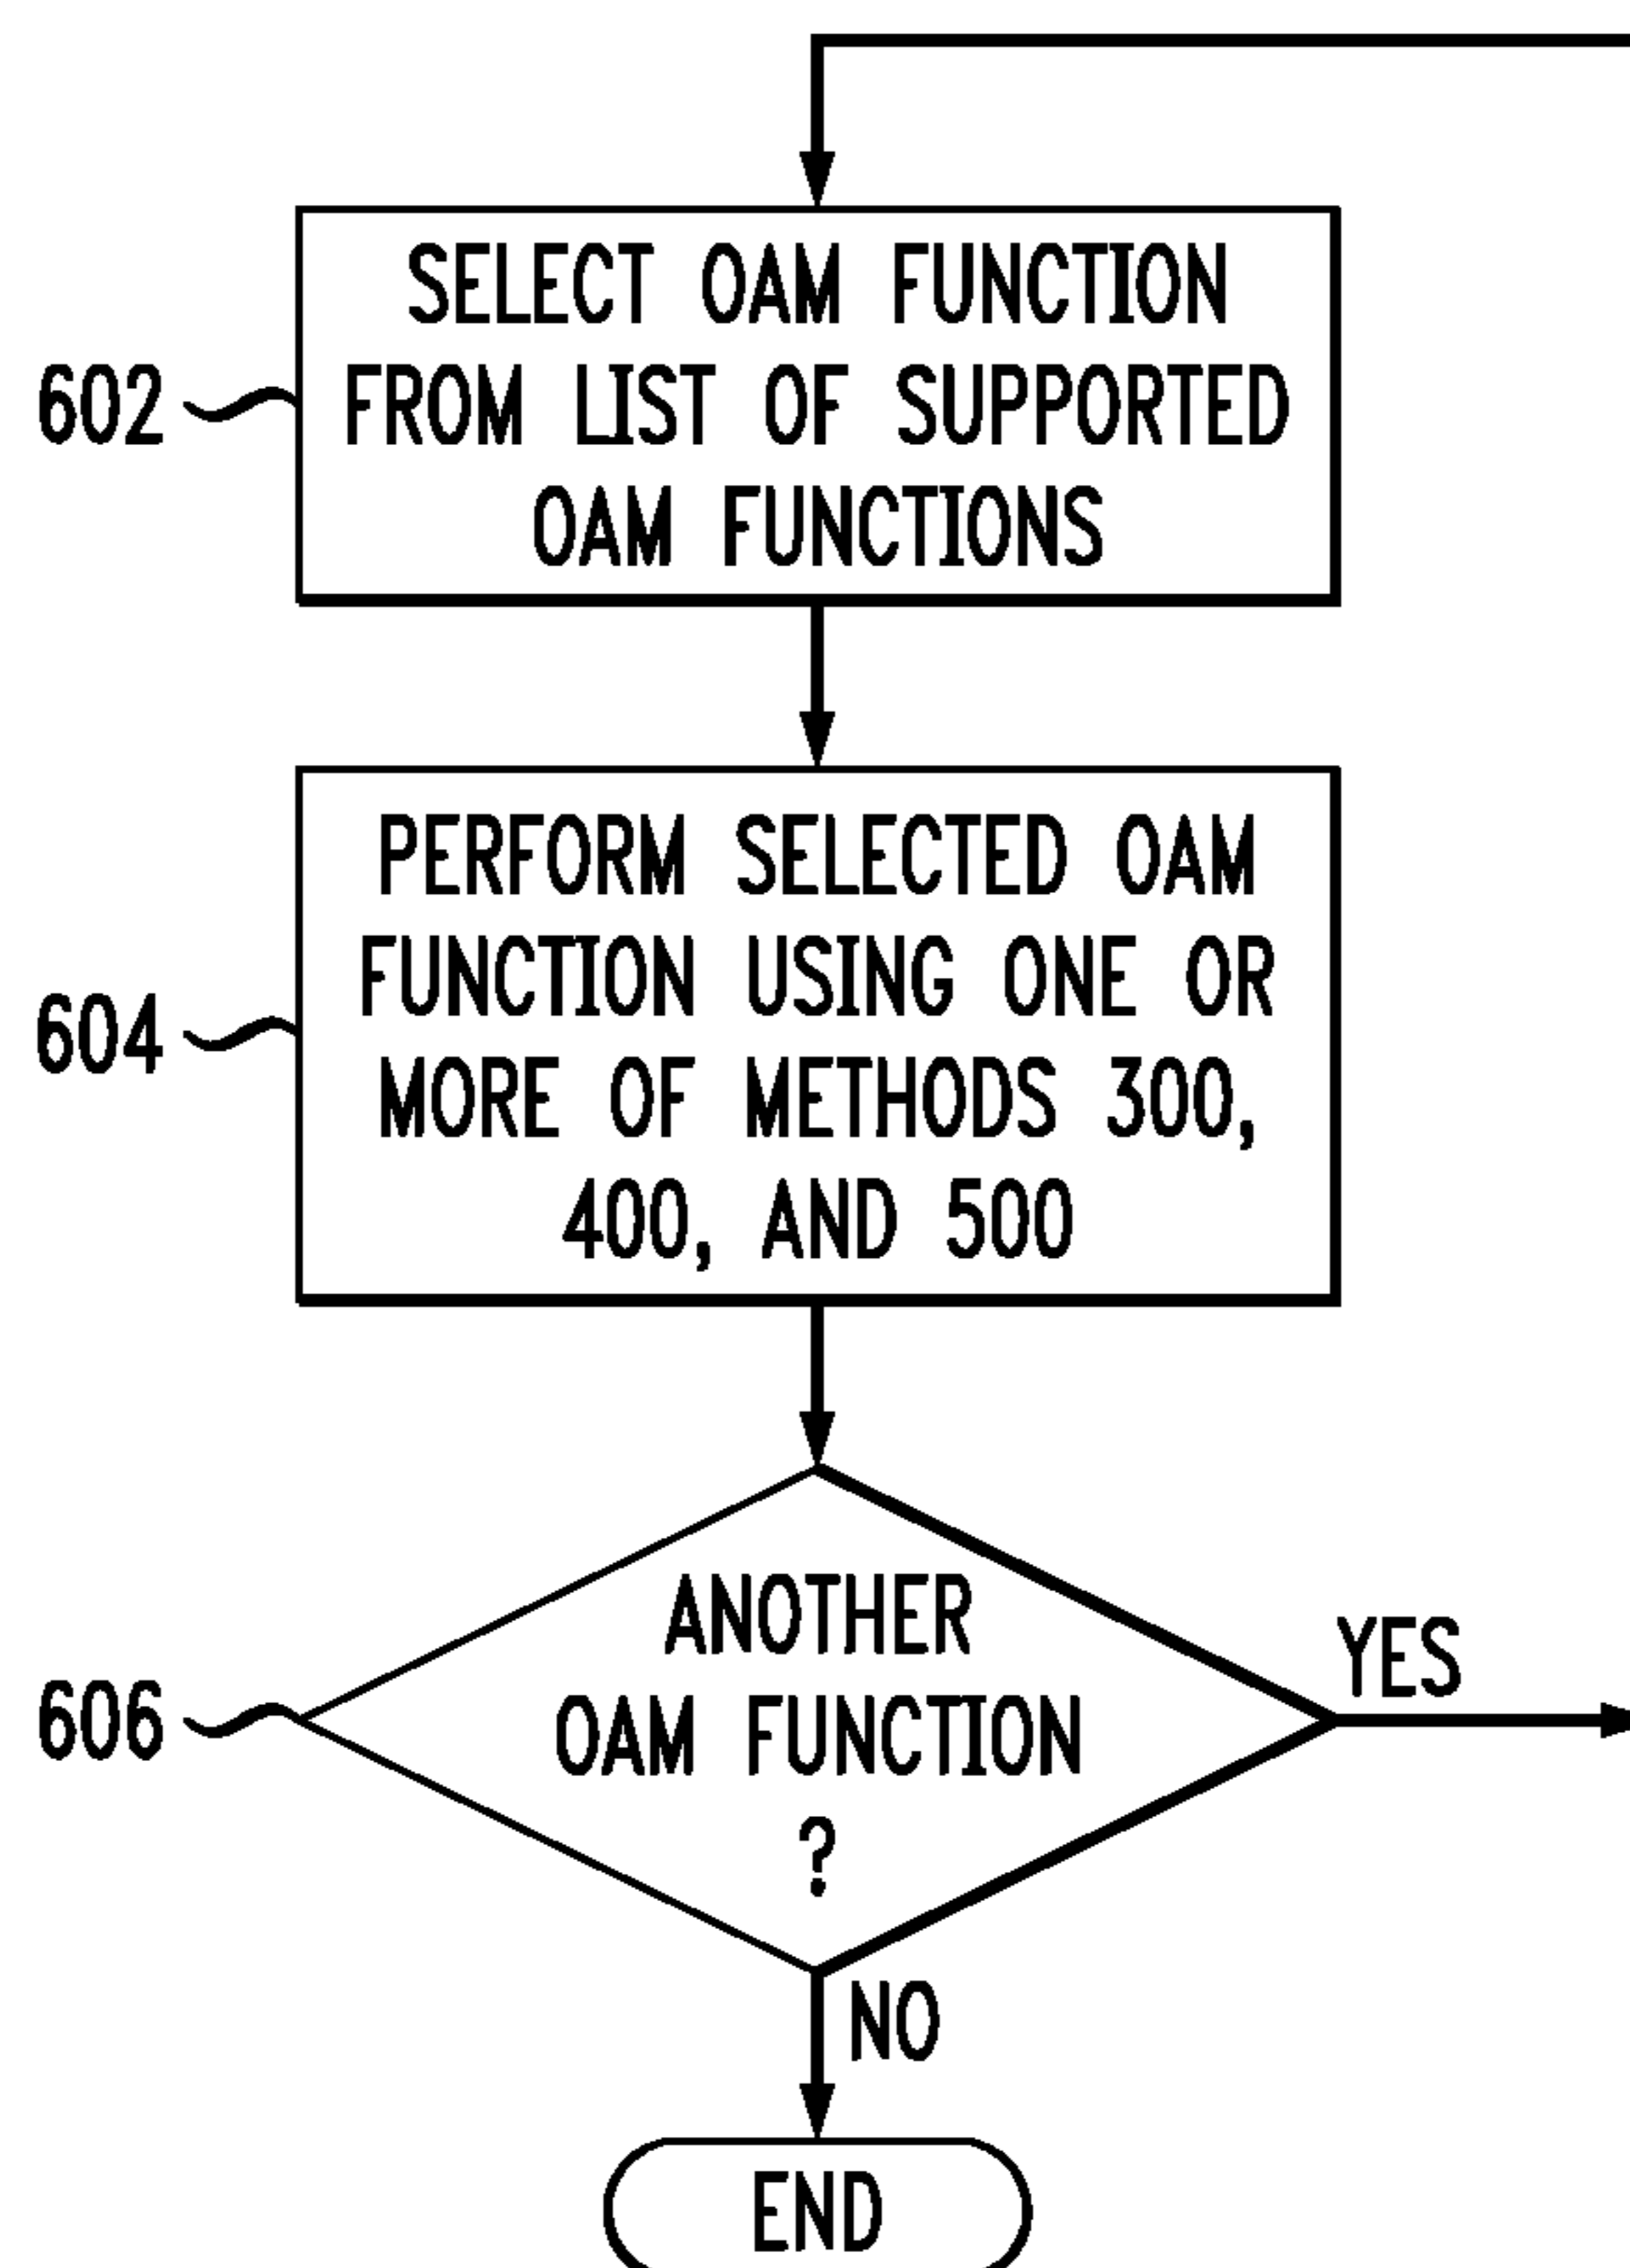 602
SELECT OAM FUNCTION
FROM LIST OF SUPPORTED
OAM FUNCTIONS
604
PERFORM SELECTED OAM
FUNCTION USING ONE OR
MORE OF METHODS 300,
400, AND 500
606
ANOTHER
OAM FUNCTION
?
YES
NO
END